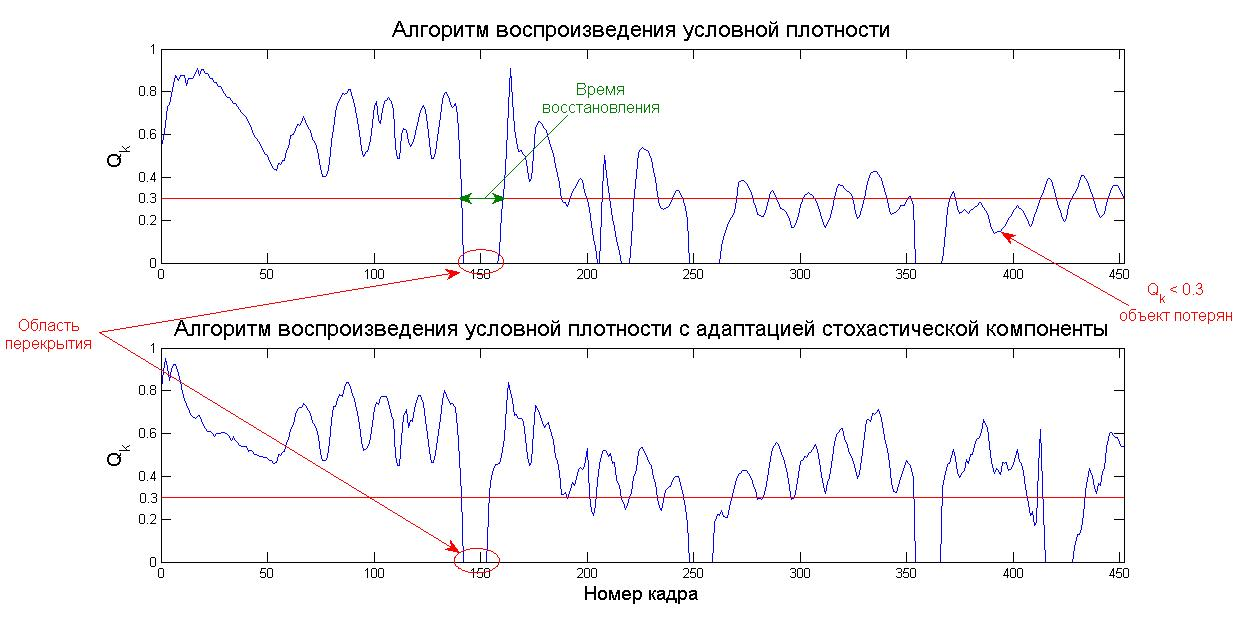 Алгоритм воспроизведения условной плотности
1
0.8
0.6
0.4
0.3
0.2
0
Qk
Время
восстановления
0 50 100 150 200 250 300 350 400 450
Qk < 0.3
объект потерян
Область
перекрытия
Алгоритм воспроизведения условной плотности с адаптацией стохастической компоненты
1
0.8
0.6
0.4
0.3
0.2
0
Qk
0 50 100 150 200 250 300 350 400 450
Номер кадра